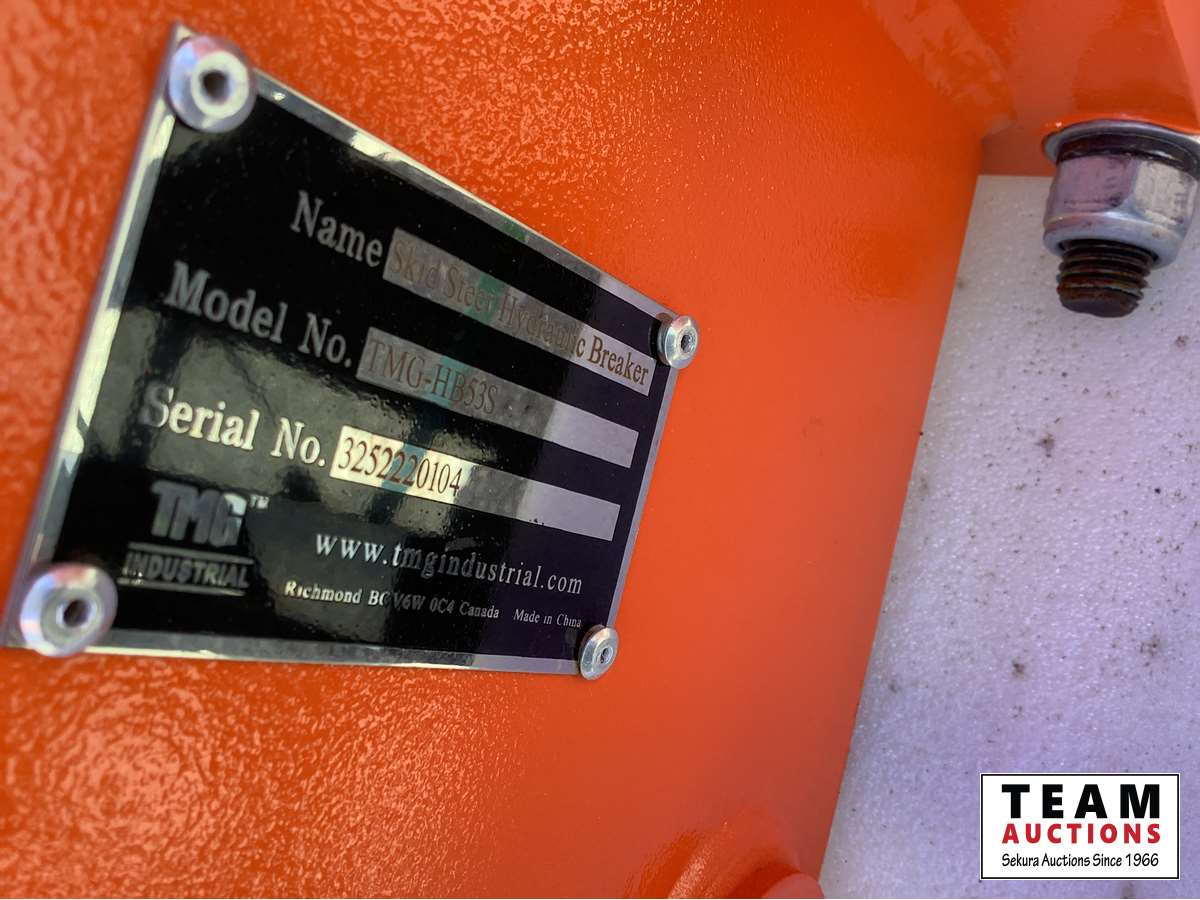 Name Skid Steer Hydraulic Breaker
Model No. TMG-HB53S
Serial No. 3252220104
TMG™
INDUSTRIAL
www.tmgindustrial.com
Richmond BC V6W 0C4 Canada Made in China
TEAM
AUCTIONS
Sekura Auctions Since 1966